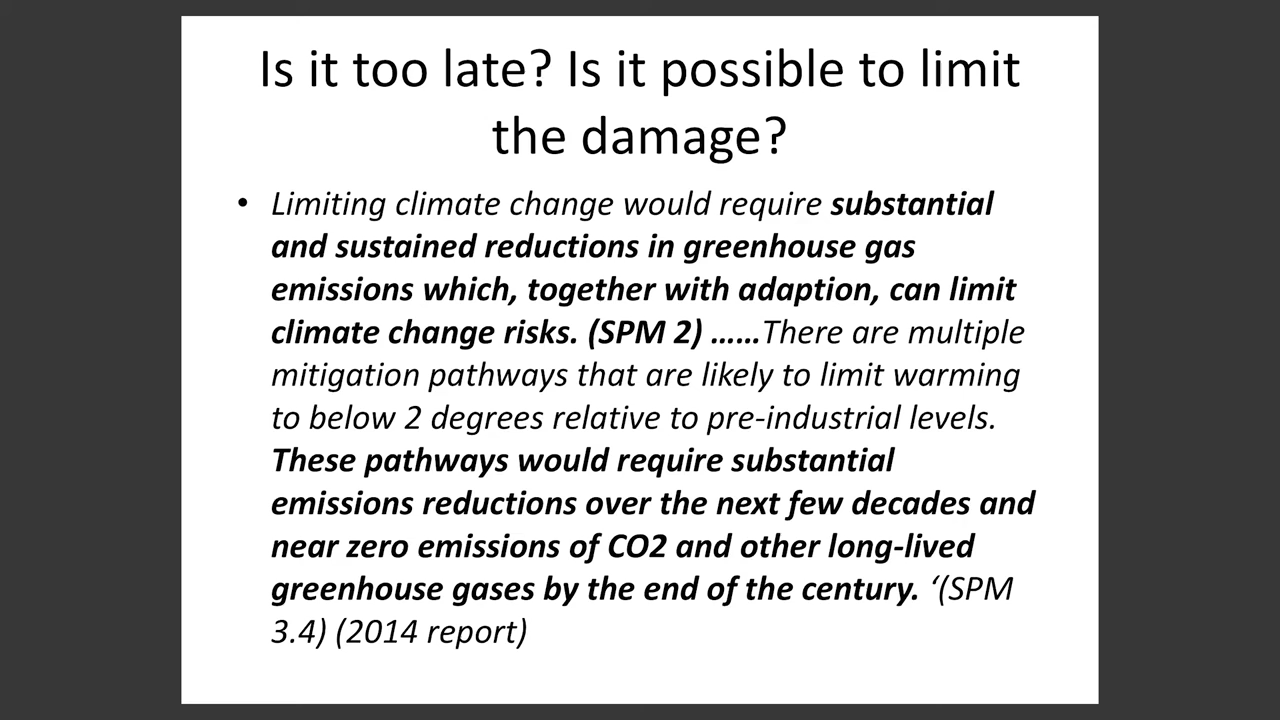 Is it too late? Is it possible to limit
the damage?
• Limiting climate change would require substantial
and sustained reductions in greenhouse gas
emissions which, together with adaption, can limit
climate change risks. (SPM 2) ……There are multiple
mitigation pathways that are likely to limit warming
to below 2 degrees relative to pre-industrial levels.
These pathways would require substantial
emissions reductions over the next few decades and
near zero emissions of CO2 and other long-lived
greenhouse gases by the end of the century. ‘(SPM
3.4) (2014 report)